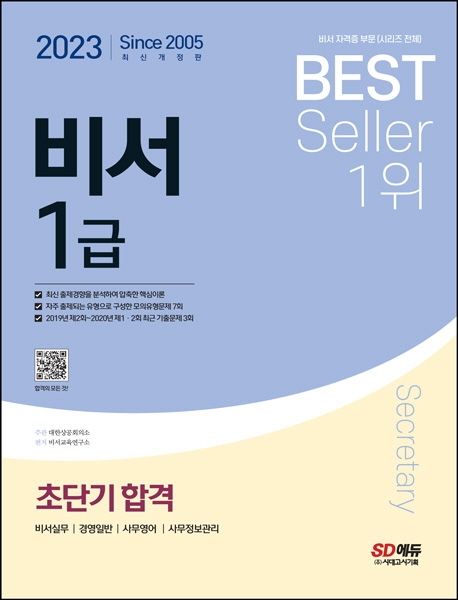 2023
Since 2005
최신개정판
비서 자격증 부문(시리즈 전체)
BEST
Seller
1위
비서
1급
최신 출제경향을 분석하여 압축한 핵심이론
자주 출제되는 유형으로 구성한 모의유형문제 7회
2019년 제2회~2020년 제1·2회 최근 기출문제 3회
합격의 모든 것!
주관 대한상공회의소
편저 비서교육연구소
Secretary
초단기 합격
비서실무 | 경영일반 | 사무영어 | 사무정보관리
SD에듀
(주)시대고시기획